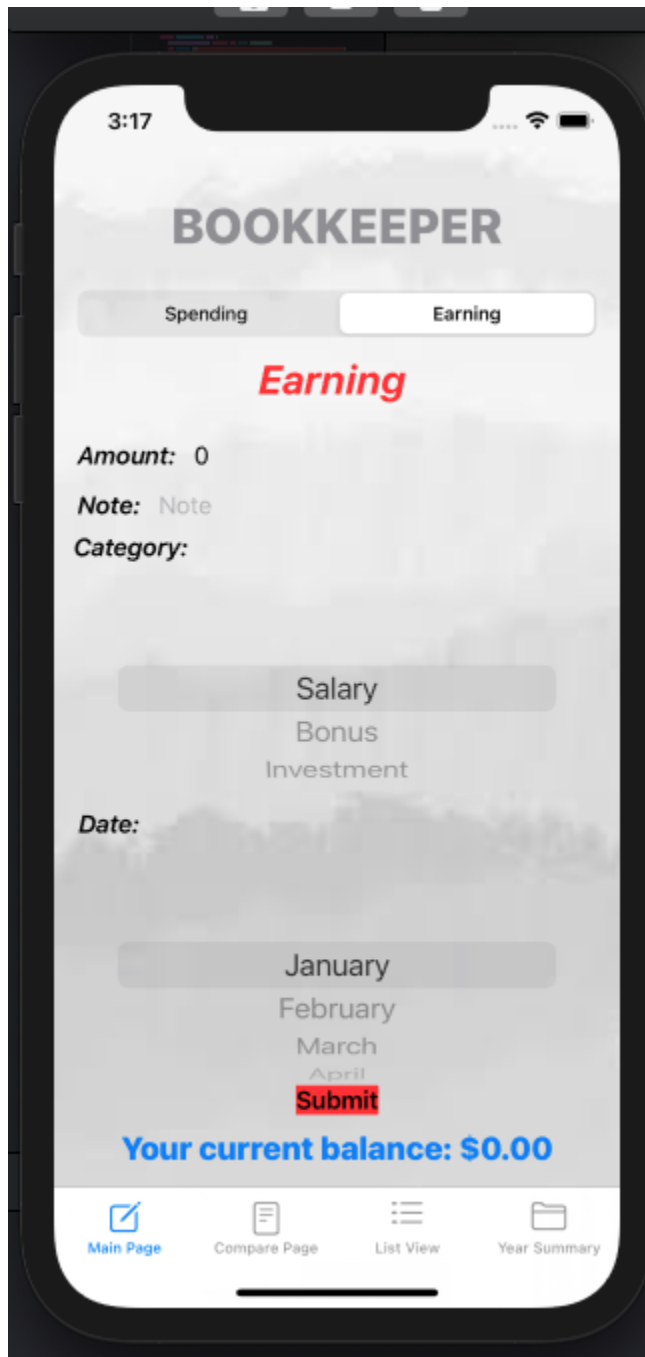 3:17
BOOKKEEPER
Spending Earning
Earning
Amount: 0
Note: Note
Category:
Salary
Bonus
Investment
Date:
January
February
March
April
Submit
Your current balance: $0.00
Main Page Compare Page List View Year Summary